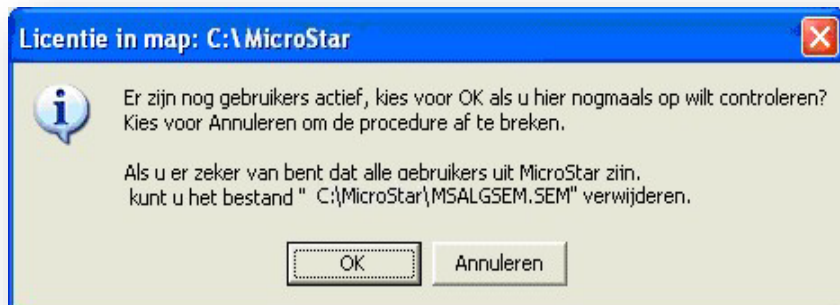 Licentie in map: C:\MicroStar
Er zijn nog gebruikers actief, kies voor OK als u hier nogmaals op wilt controleren?
Kies voor Annuleren om de procedure af te breken.
Als u er zeker van bent dat alle gebruikers uit MicroStar zijn.
kunt u het bestand " C:\MicroStar\MSALGSEM.SEM" verwijderen.
OK
Annuleren